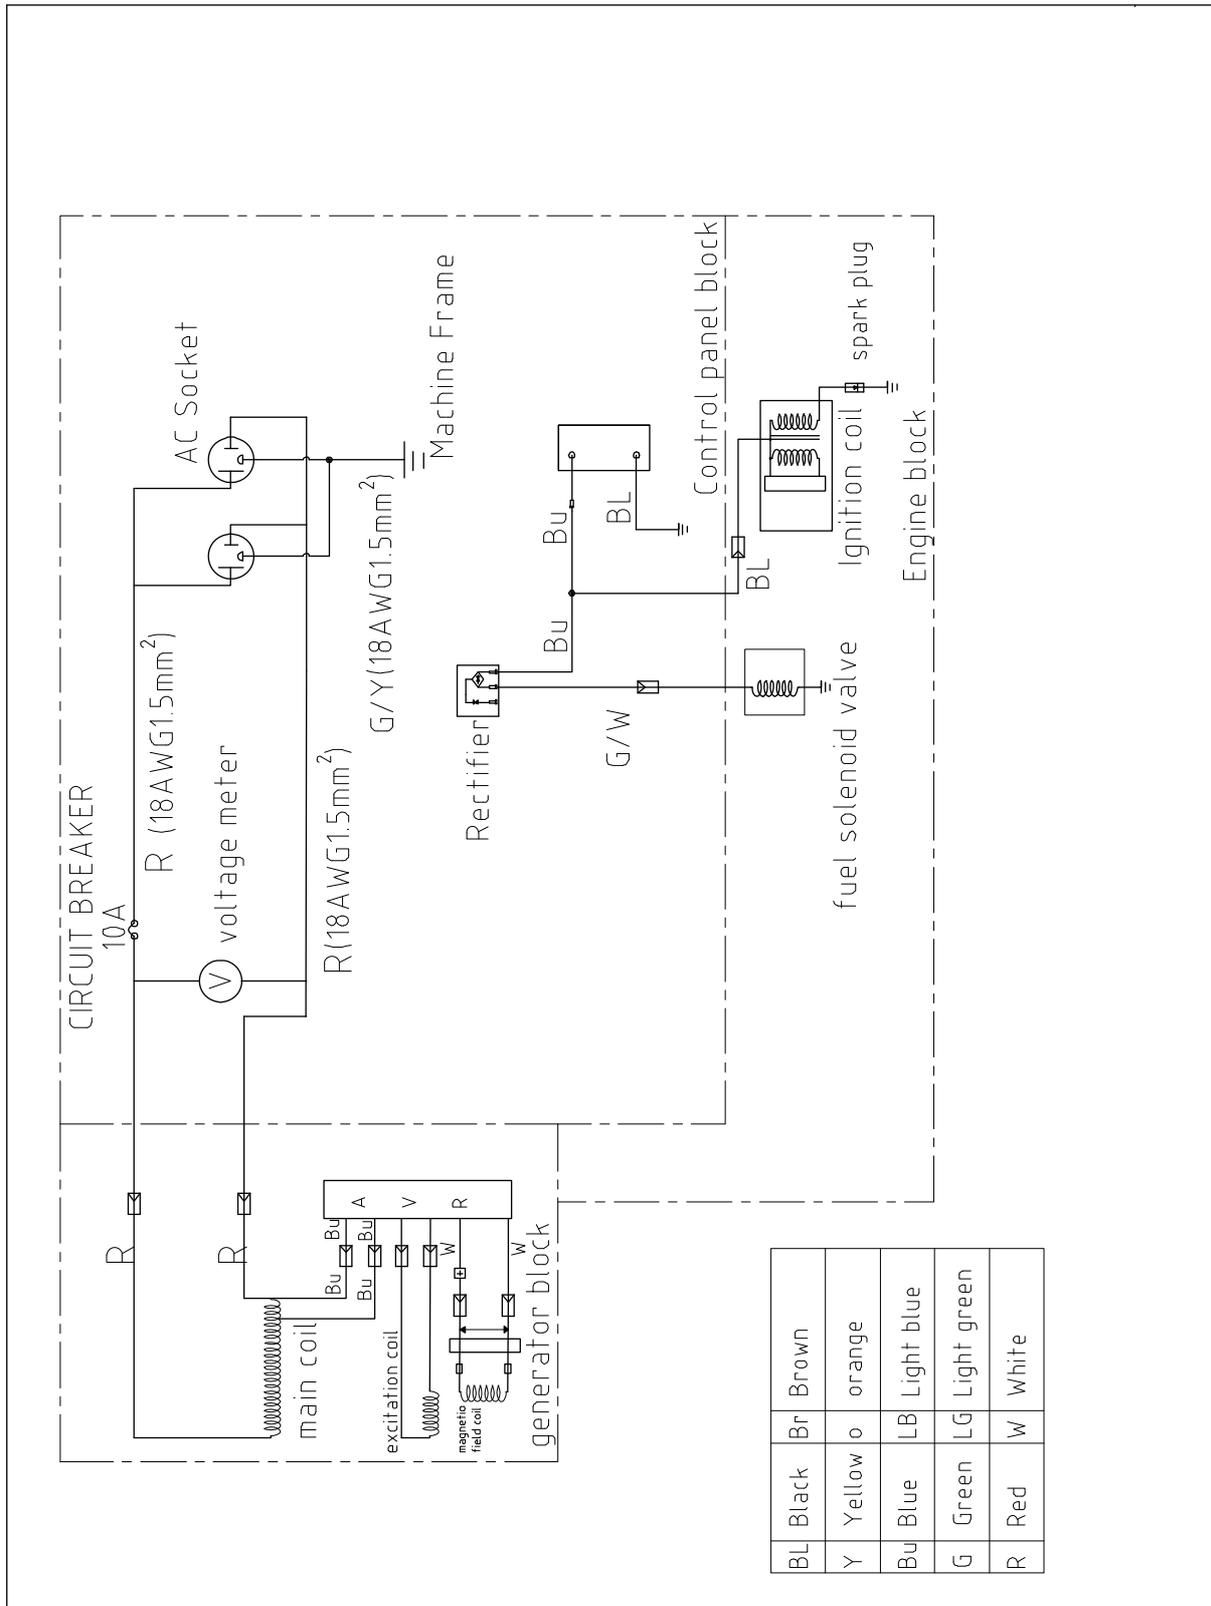 CIRCUIT BREAKER
10A
R (18AWG1.5mm²)
AC Socket
V
voltage meter
R(18AWG1.5mm²)
G/Y(18AWG1.5mm²)
Machine Frame
R
R
main coil
Bu
Bu
Bu
Bu
A V R
W
W
excitation coil
magnetio
field coil
generator block
Rectifier
Bu
Bu
BL
G/W
Control panel block
BL
fuel solenoid valve
Ignition coil
spark plug
Engine block
BL Black Br Brown
Y Yellow o orange
Bu Blue LB Light blue
G Green LG Light green
R Red W White